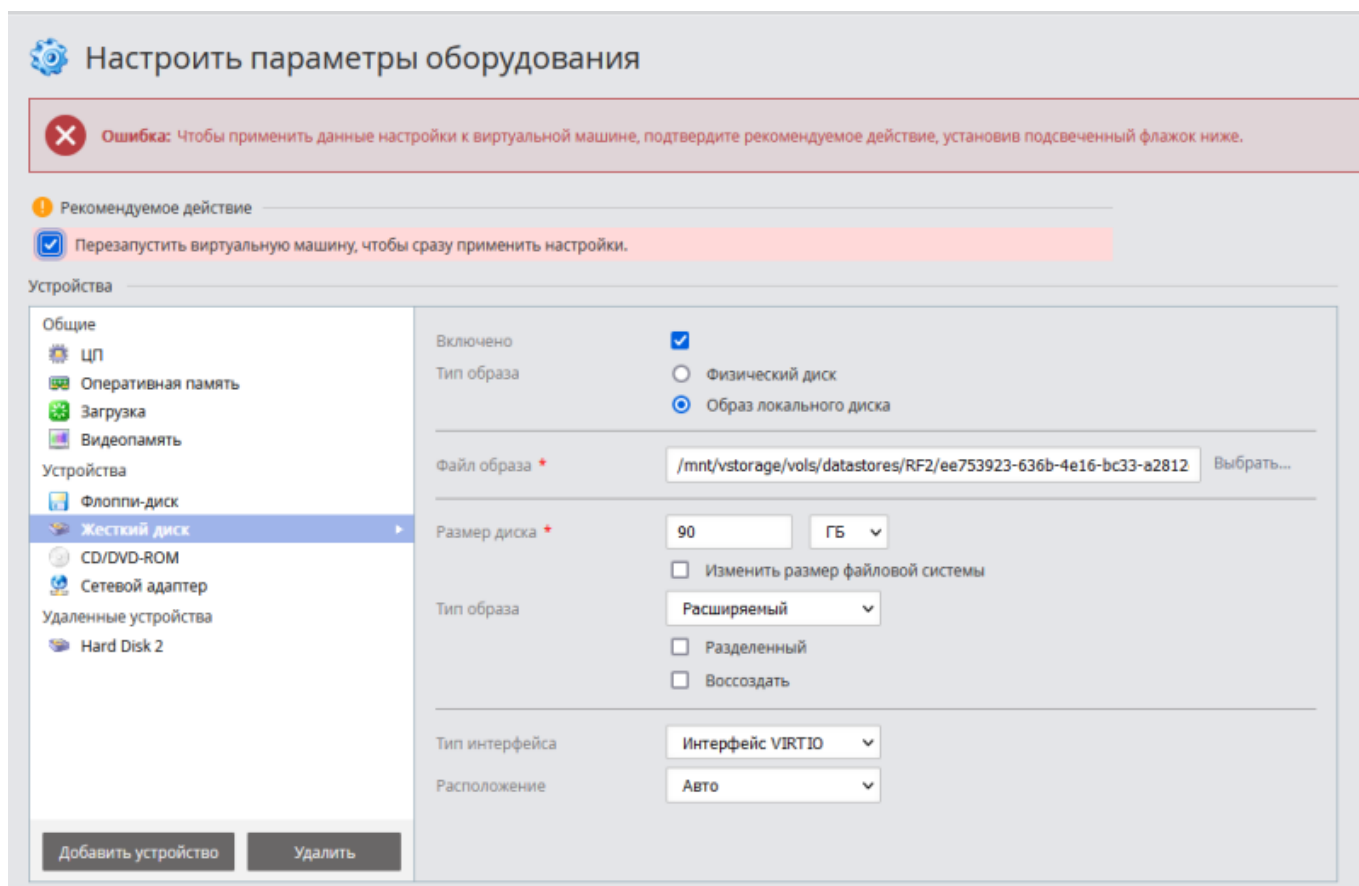 Настроить параметры оборудования
Ошибка: Чтобы применить данные настройки к виртуальной машине, подтвердите рекомендуемое действие, установив подсвеченный флажок ниже.
Рекомендуемое действие
Перезапустить виртуальную машину, чтобы сразу применить настройки.
Устройства
Общие
ЦП
Оперативная память
Загрузка
Видеопамять
Устройства
Флоппи-диск
Жесткий диск
CD/DVD-ROM
Сетевой адаптер
Удаленные устройства
Hard Disk 2
Добавить устройство
Удалить
Включено
Тип образа
Физический диск
Образ локального диска
Файл образа *
/mnt/vstorage/vols/datastores/RF2/ee753923-636b-4e16-bc33-a2812
Выбрать...
Размер диска *
90
ГБ
Изменить размер файловой системы
Тип образа
Расширяемый
Разделенный
Воссоздать
Тип интерфейса
Интерфейс VIRTIO
Расположение
Авто